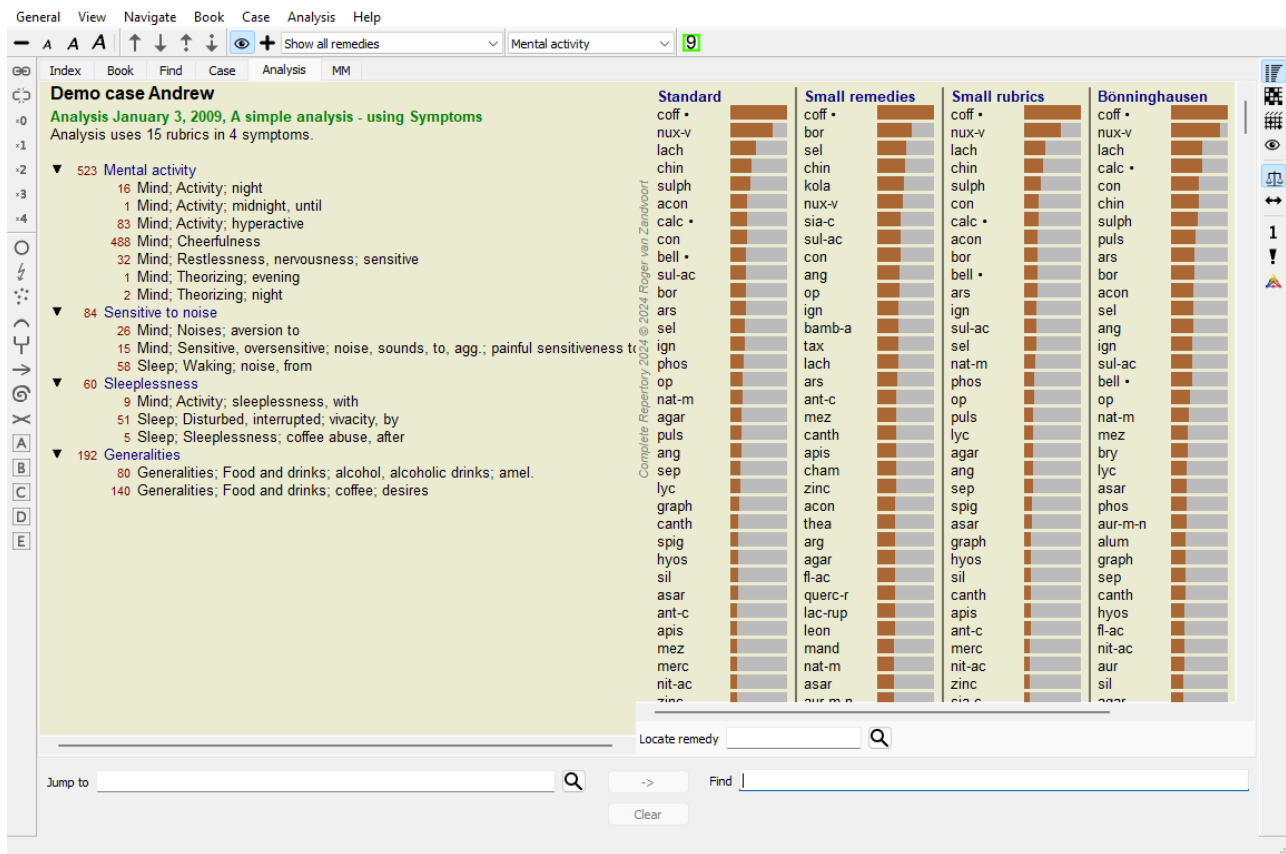 General View Navigate Book Case Analysis Help
A A A Show all remedies Mental activity 9
Index Book Find Case Analysis MM
Demo case Andrew
Analysis January 3, 2009, A simple analysis - using Symptoms
Analysis uses 15 rubrics in 4 symptoms.
▼ 523 Mental activity
16 Mind; Activity; night
1 Mind; Activity; midnight, until
83 Mind; Activity; hyperactive
488 Mind; Cheerfulness
32 Mind; Restlessness, nervousness; sensitive
1 Mind; Theorizing; evening
2 Mind; Theorizing; night
▼ 84 Sensitive to noise
26 Mind; Noises; aversion to
15 Mind; Sensitive, oversensitive; noise, sounds, to, agg.; painful sensitiveness to
58 Sleep; Waking; noise, from
▼ 60 Sleeplessness
9 Mind; Activity; sleeplessness, with
51 Sleep; Disturbed, interrupted; vivacity, by
5 Sleep; Sleeplessness; coffee abuse, after
▼ 192 Generalities
80 Generalities; Food and drinks; alcohol, alcoholic drinks; amel.
140 Generalities; Food and drinks; coffee; desires
×0
×1
×2
×3
×4
A
B
C
D
E
Complete Repertory 2024 © 2024 Roger van Zandvoort
Standard
coff •
nux-v
lach
chin
sulph
acon
calc •
con
bell •
sul-ac
bor
ars
sel
ign
phos
op
nat-m
agar
puls
ang
sep
lyc
graph
canth
spig
hyos
sil
asar
ant-c
apis
mez
merc
nit-ac
zinc
Small remedies
coff •
bor
sel
chin
kola
nux-v
sia-c
sul-ac
con
ang
op
ign
bamb-a
tax
lach
ars
ant-c
mez
canth
apis
cham
zinc
acon
thea
arg
agar
fl-ac
querc-r
lac-rup
leon
mand
nat-m
asar
aur-m-n
Small rubrics
coff •
nux-v
lach
chin
sulph
con
calc •
acon
bor
bell •
ars
ign
sul-ac
sel
nat-m
phos
op
puls
lyc
agar
ang
sep
spig
asar
graph
hyos
sil
canth
apis
ant-c
merc
nit-ac
zinc
sia-c
Bönninghausen
coff •
nux-v
lach
calc •
con
chin
sulph
puls
ars
bor
acon
sel
ang
ign
sul-ac
bell •
op
nat-m
mez
bry
lyc
asar
phos
aur-m-n
alum
graph
sep
canth
hyos
fl-ac
nit-ac
aur
sil
agar
1
!
Locate remedy
Jump to -> Find
Clear